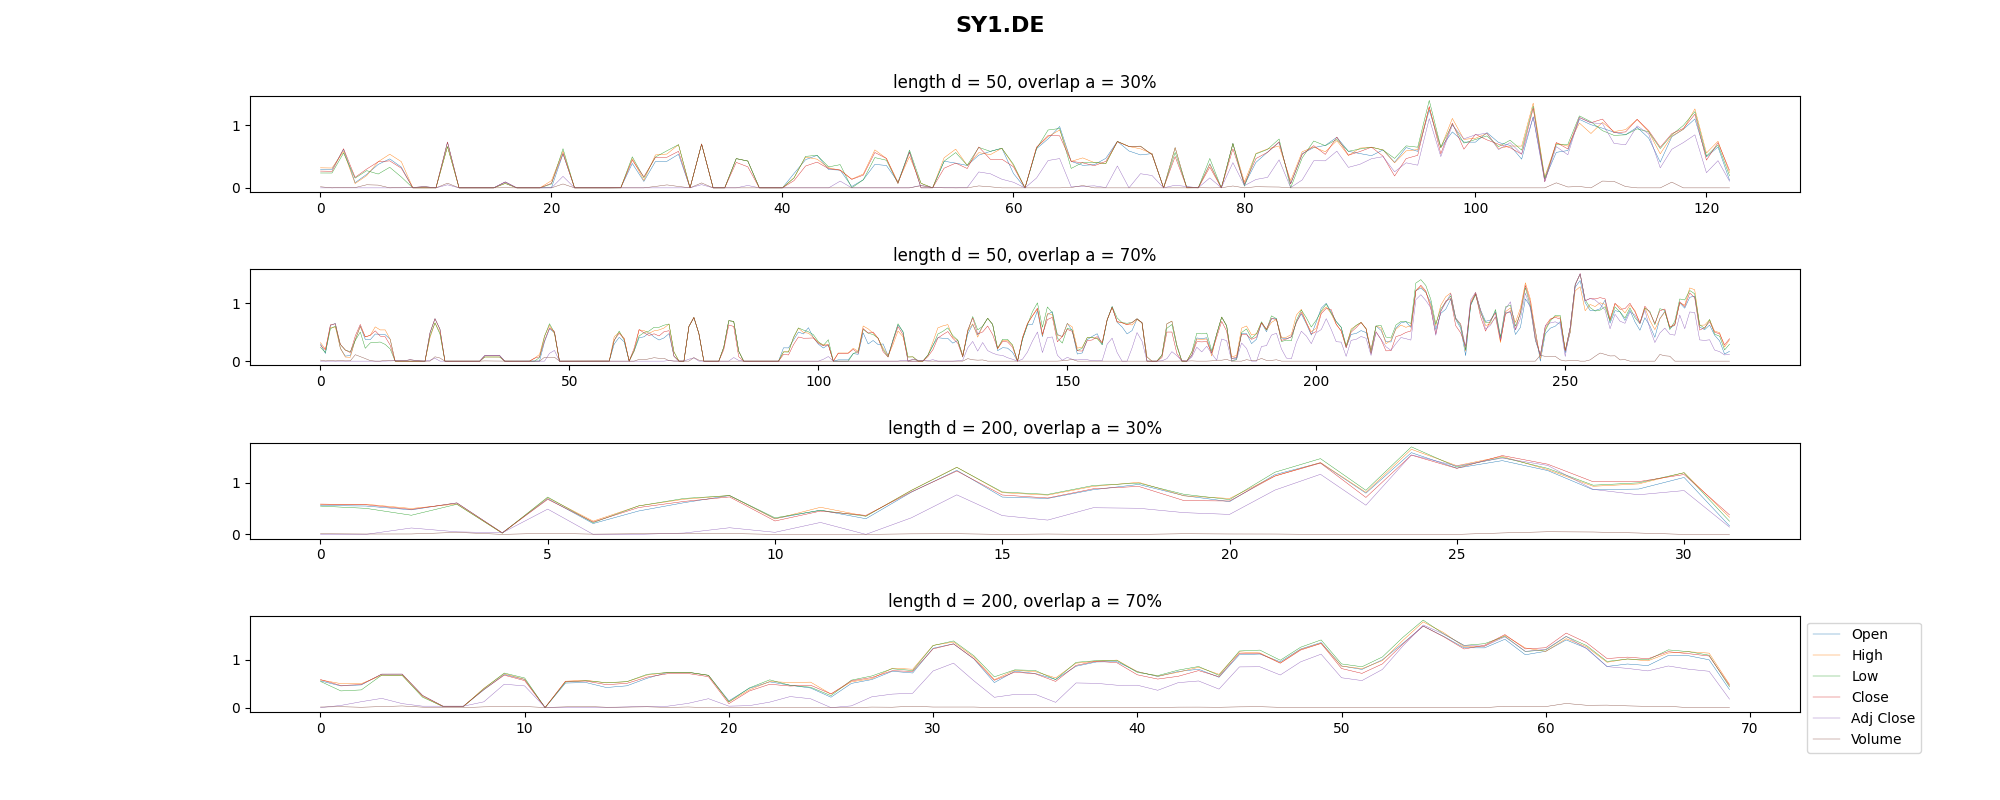 SY1.DE
length d = 50, overlap a = 30%
1
0
0 20 40 60 80 100 120
length d = 50, overlap a = 70%
1
0
0 50 100 150 200 250
length d = 200, overlap a = 30%
1
0
0 5 10 15 20 25 30
length d = 200, overlap a = 70%
1
0
0 10 20 30 40 50 60 70
Open
High
Low
Close
Adj Close
Volume